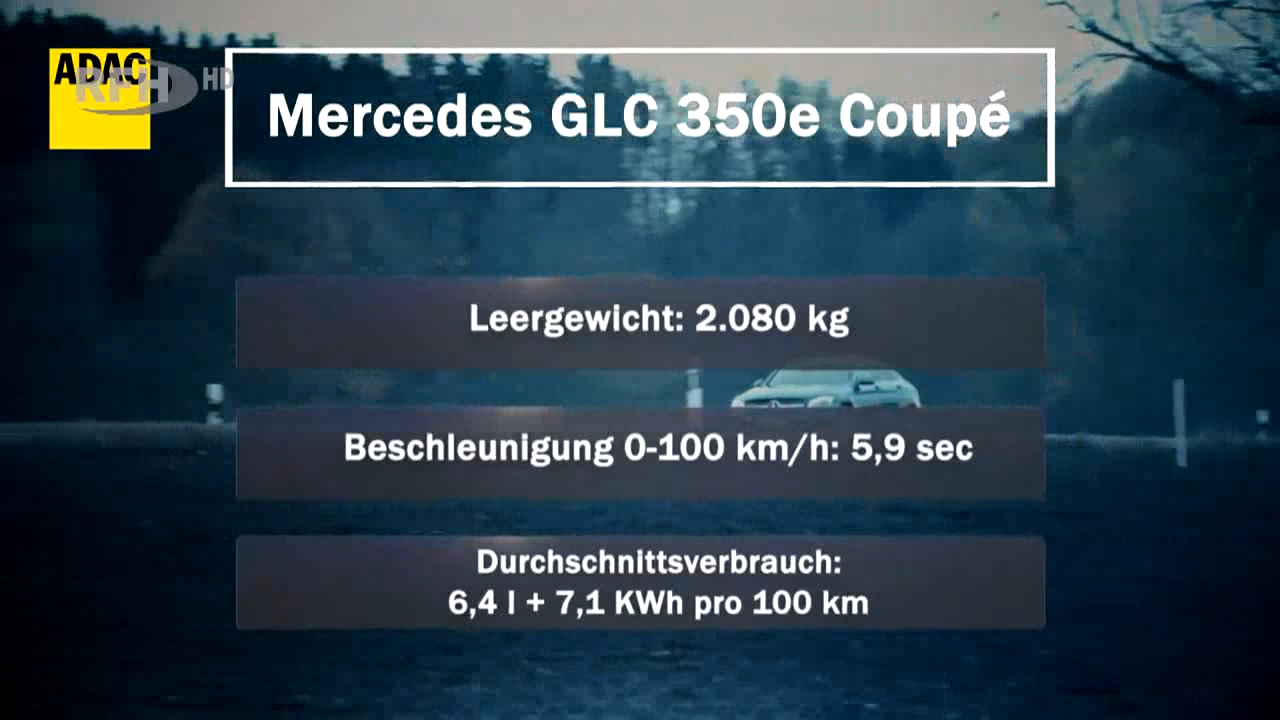 ADAC
RFH HD
Mercedes GLC 350e Coupé
Leergewicht: 2.080 kg
Beschleunigung 0-100 km/h: 5,9 sec
Durchschnittsverbrauch:
6,4 l + 7,1 KWh pro 100 km